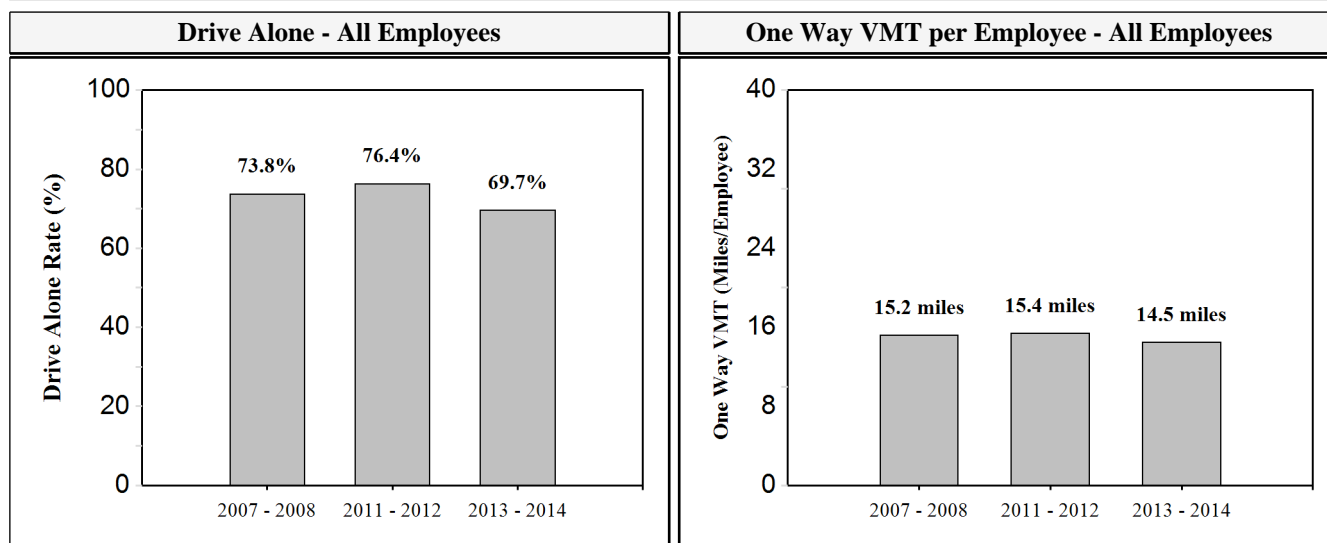 Drive Alone - All Employees
Drive Alone Rate (%)
100
80
60
40
20
0
73.8%
76.4%
69.7%
2007 - 2008
2011 - 2012
2013 - 2014
One Way VMT per Employee - All Employees
One Way VMT (Miles/Employee)
40
32
24
16
8
0
15.2 miles
15.4 miles
14.5 miles
2007 - 2008
2011 - 2012
2013 - 2014